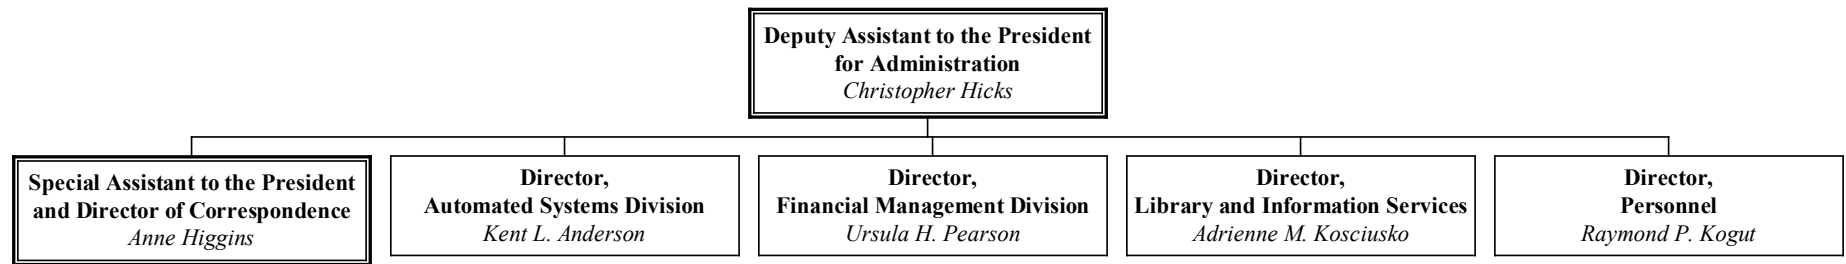 Deputy Assistant to the President
for Administration
Christopher Hicks
Special Assistant to the President
and Director of Correspondence
Anne Higgins
Director,
Automated Systems Division
Kent L. Anderson
Director,
Financial Management Division
Ursula H. Pearson
Director,
Library and Information Services
Adrienne M. Kosciusko
Director,
Personnel
Raymond P. Kogut